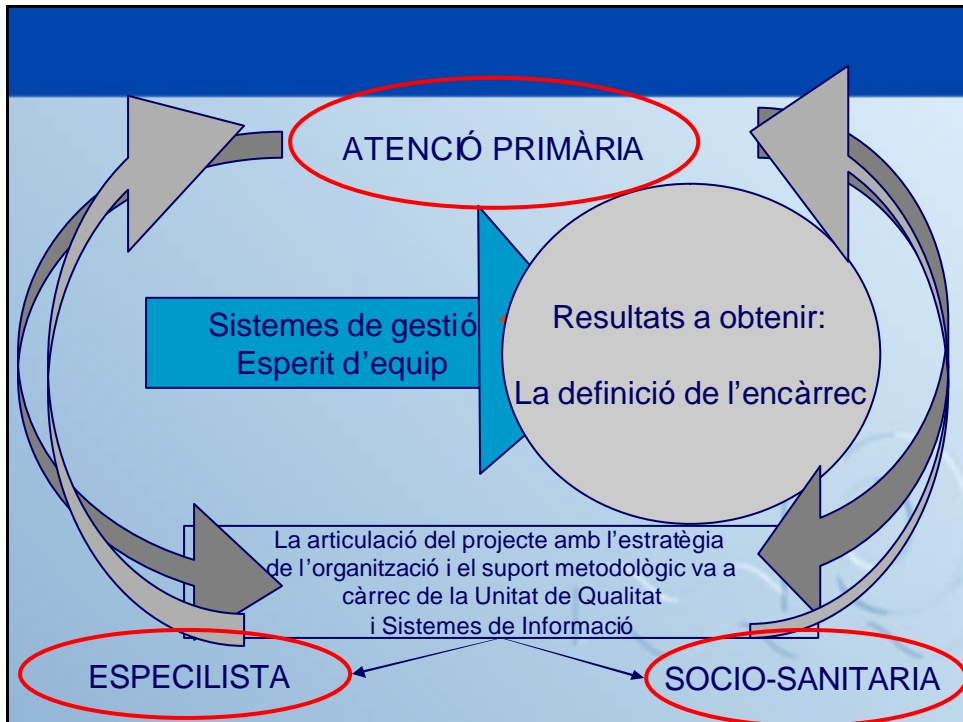 ATENCIÓ PRIMÀRIA
Sistemes de gestió
Esperit d'equip
Resultats a obtenir:
La definició de l'encàrrec
La articulació del projecte amb l'estratègia
de l'organització i el suport metodològic va a
càrrec de la Unitat de Qualitat
i Sistemes de Informació
ESPECILISTA
SOCIO-SANITARIA